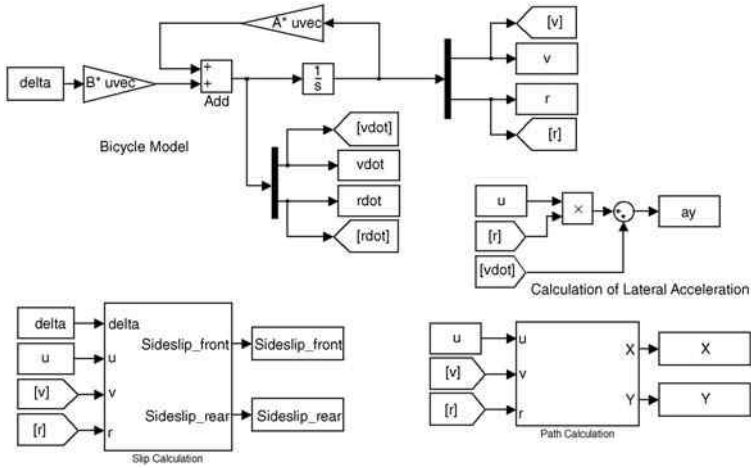 A* uvec
[v]
v
delta
B* uvec
+
+
Add
1
s
r
[r]
Bicycle Model
[vdot]
vdot
rdot
[rdot]
u
×
+
+
ay
[r]
[vdot]
Calculation of Lateral Acceleration
delta
delta
u
u
[v]
v
[r]
r
Sideslip_front
Sideslip_front
Sideslip_rear
Sideslip_rear
Slip Calculation
u
u
[v]
v
[r]
r
X
X
Y
Y
Path Calculation